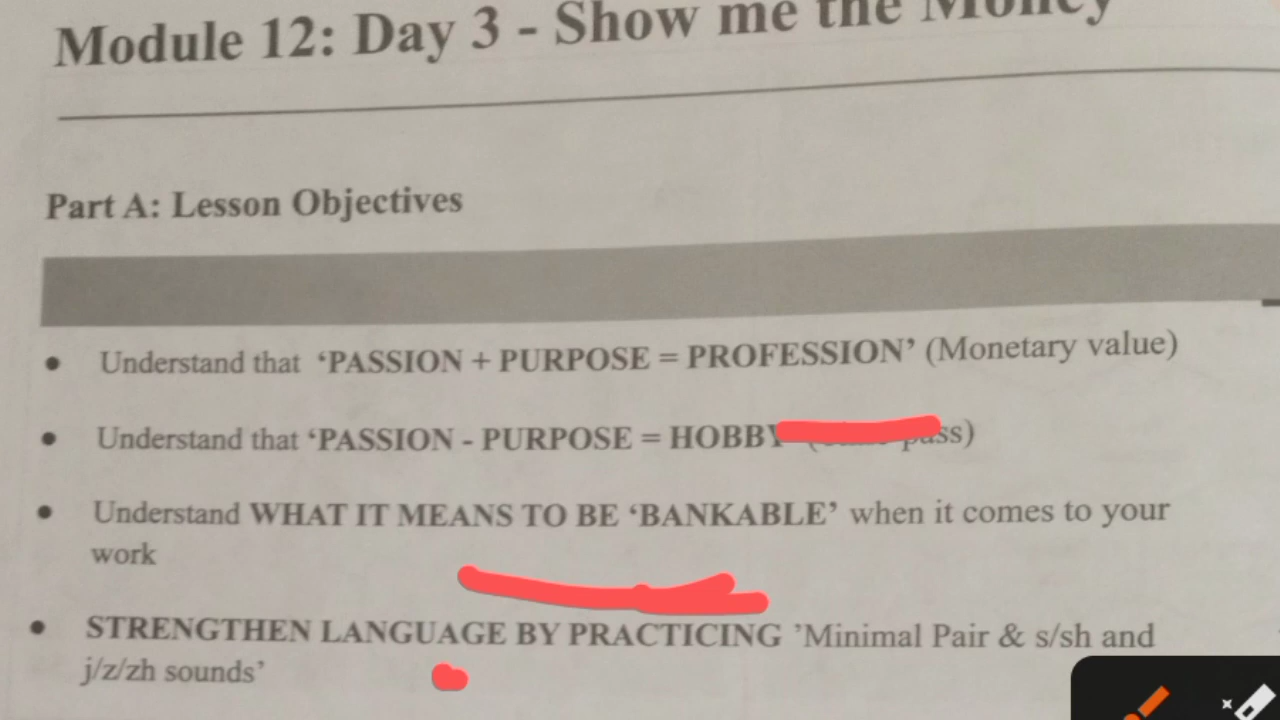 Module 12: Day 3 - Show me the Money
Part A: Lesson Objectives
• Understand that ‘PASSION + PURPOSE = PROFESSION’ (Monetary value)
• Understand that ‘PASSION - PURPOSE = HOBBY pass)
• Understand WHAT IT MEANS TO BE ‘BANKABLE’ when it comes to your
work
• STRENGTHEN LANGUAGE BY PRACTICING ’Minimal Pair & s/sh and
j/z/zh sounds’